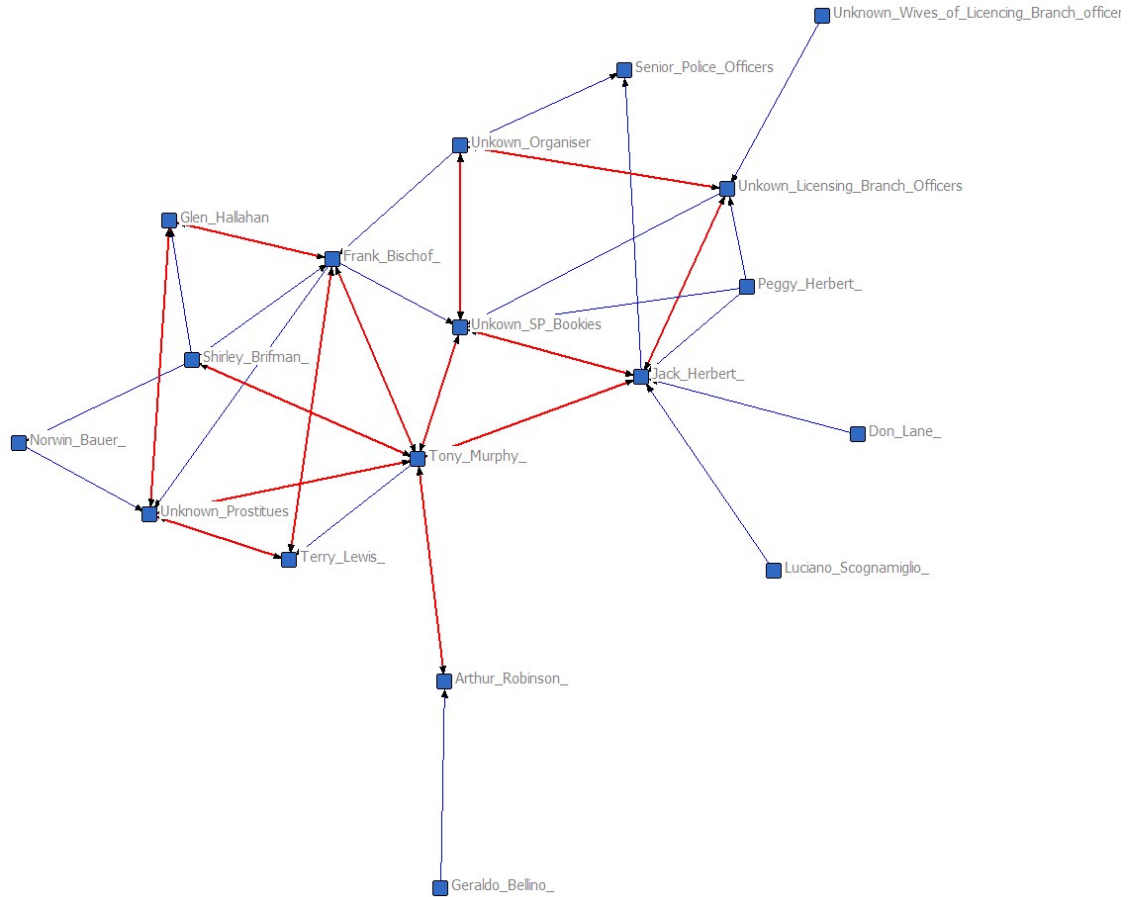 Unknown_Wives_of_Licencing_Branch_officer
Senior_Police_Officers
Unkown_Organiser
Unkown_Licensing_Branch_Officers
Glen_Hallahan
Frank_Bischof_
Peggy_Herbert_
Unkown_SP_Bookies
Shirley_Brifman_
Jack_Herbert_
Don_Lane_
Norwin_Bauer_
Tony_Murphy_
Unknown_Prostitues
Terry_Lewis_
Luciano_Scognamiglio_
Arthur_Robinson_
Geraldo_Bellino_